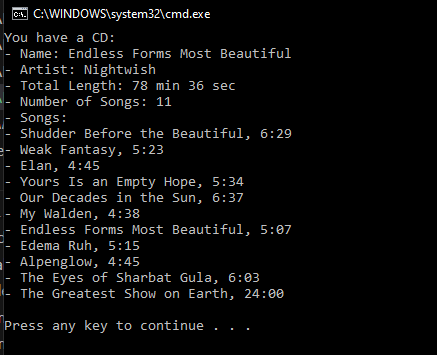 C:\WINDOWS\system32\cmd.exe
You have a CD:
- Name: Endless Forms Most Beautiful
- Artist: Nightwish
- Total Length: 78 min 36 sec
- Number of Songs: 11
- Songs:
- Shudder Before the Beautiful, 6:29
- Weak Fantasy, 5:23
- Elan, 4:45
- Yours Is an Empty Hope, 5:34
- Our Decades in the Sun, 6:37
- My Walden, 4:38
- Endless Forms Most Beautiful, 5:07
- Edema Ruh, 5:15
- Alpenglow, 4:45
- The Eyes of Sharbat Gula, 6:03
- The Greatest Show on Earth, 24:00
Press any key to continue . . .